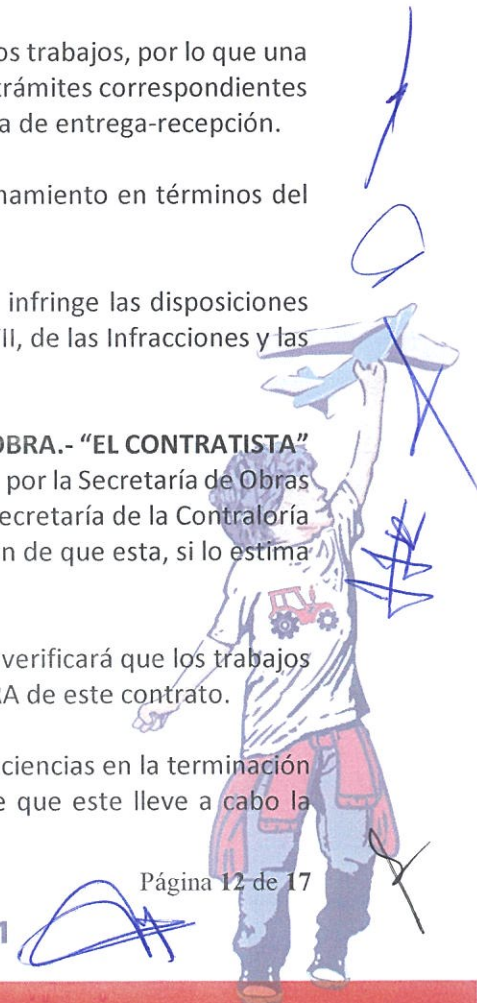 os trabajos, por lo que una
trámites correspondientes
a de entrega-recepción.
namiento en términos del
infringe las disposiciones
II, de las Infracciones y las
OBRA.- “EL CONTRATISTA”
por la Secretaría de Obras
ecretaría de la Contraloría
n de que esta, si lo estima
verificará que los trabajos
RA de este contrato.
ciencias en la terminación
e que este lleve a cabo la
Página 12 de 17
1